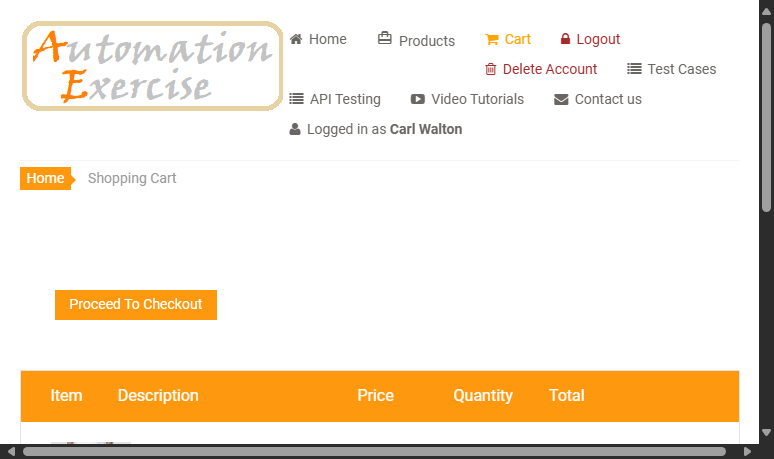 Automation
Exercise
Home Products Cart Logout
Delete Account Test Cases
API Testing Video Tutorials Contact us
Logged in as Carl Walton
Home Shopping Cart
Proceed To Checkout
Item Description Price Quantity Total